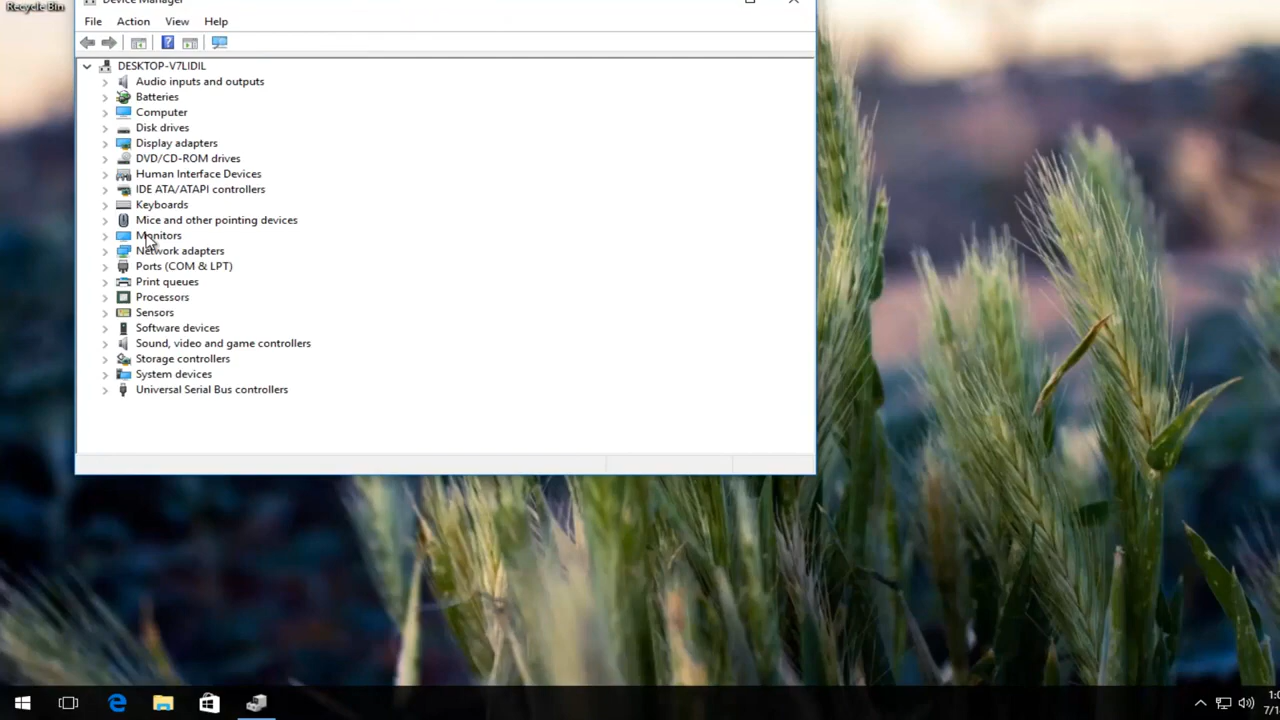 Recycle Bin
Device Manager
File Action View Help
DESKTOP-V7LIDIL
Audio inputs and outputs
Batteries
Computer
Disk drives
Display adapters
DVD/CD-ROM drives
Human Interface Devices
IDE ATA/ATAPI controllers
Keyboards
Mice and other pointing devices
Monitors
Network adapters
Ports (COM & LPT)
Print queues
Processors
Sensors
Software devices
Sound, video and game controllers
Storage controllers
System devices
Universal Serial Bus controllers